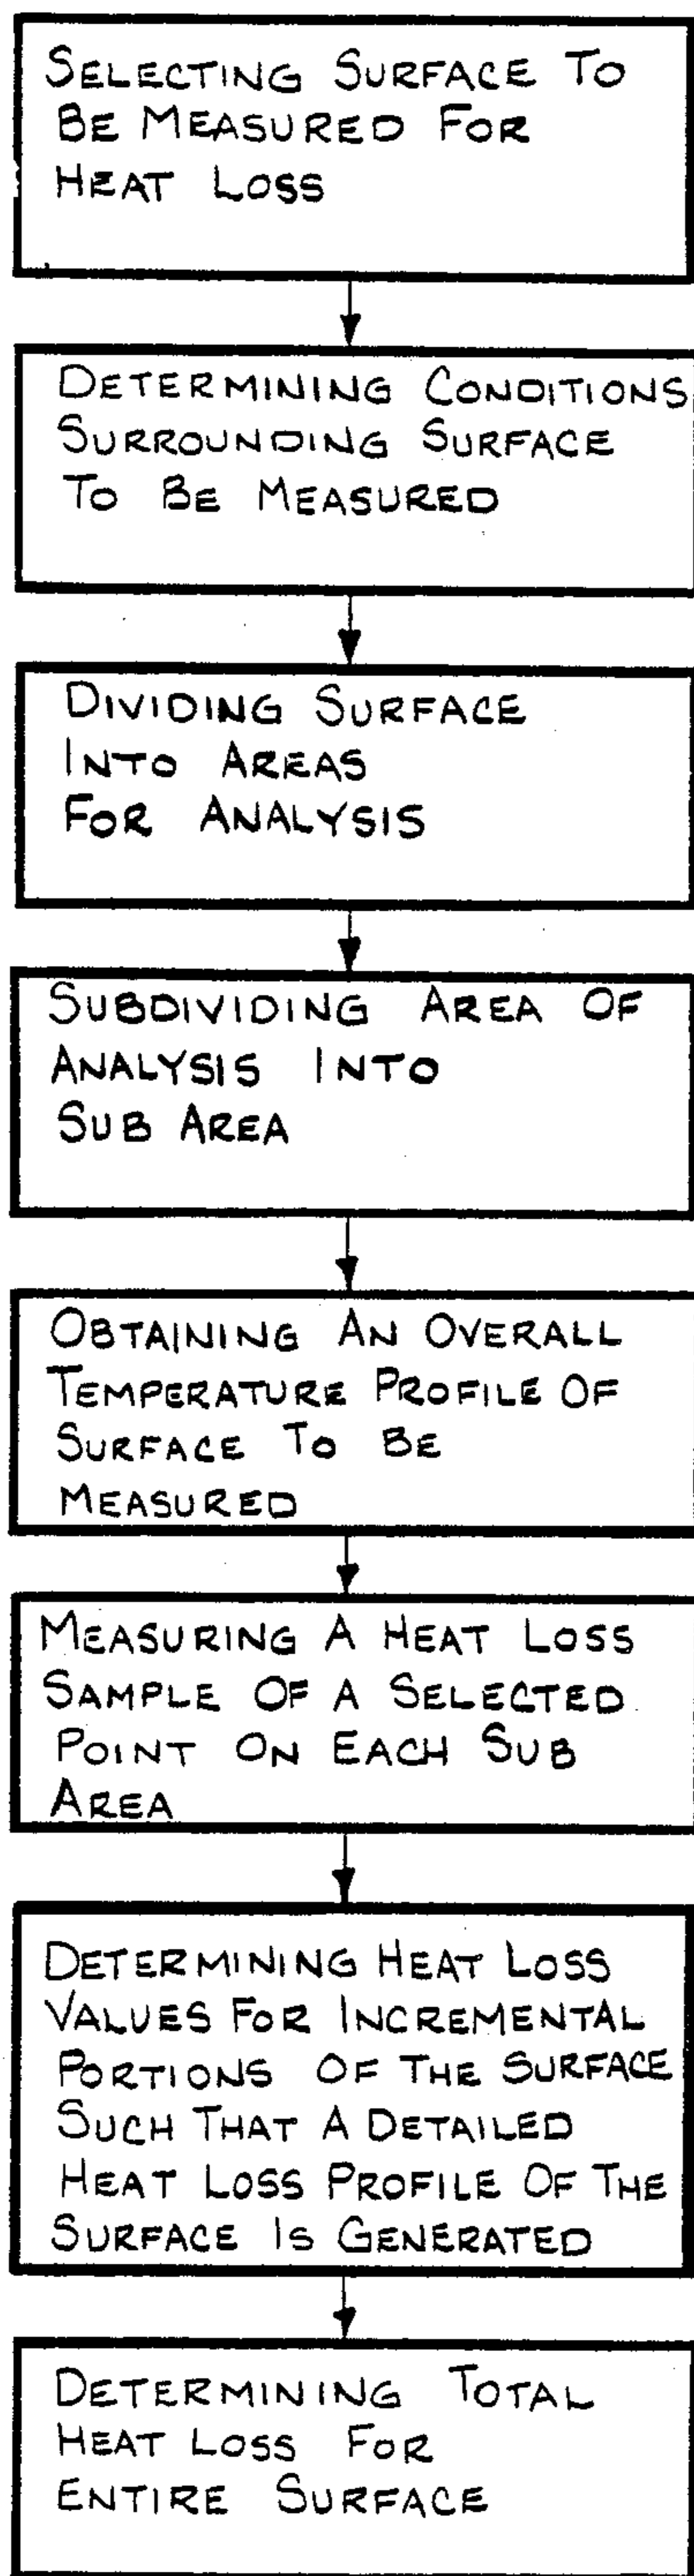 SELECTING SURFACE TO
BE MEASURED FOR
HEAT LOSS
DETERMINING CONDITIONS
SURROUNDING SURFACE
TO BE MEASURED
DIVIDING SURFACE
INTO AREAS
FOR ANALYSIS
SUBDIVIDING AREA OF
ANALYSIS INTO
SUB AREA
OBTAINING AN OVERALL
TEMPERATURE PROFILE OF
SURFACE TO BE
MEASURED
MEASURING A HEAT LOSS
SAMPLE OF A SELECTED
POINT ON EACH SUB
AREA
DETERMINING HEAT LOSS
VALUES FOR INCREMENTAL
PORTIONS OF THE SURFACE
SUCH THAT A DETAILED
HEAT LOSS PROFILE OF THE
SURFACE IS GENERATED
DETERMINING TOTAL
HEAT LOSS FOR
ENTIRE SURFACE